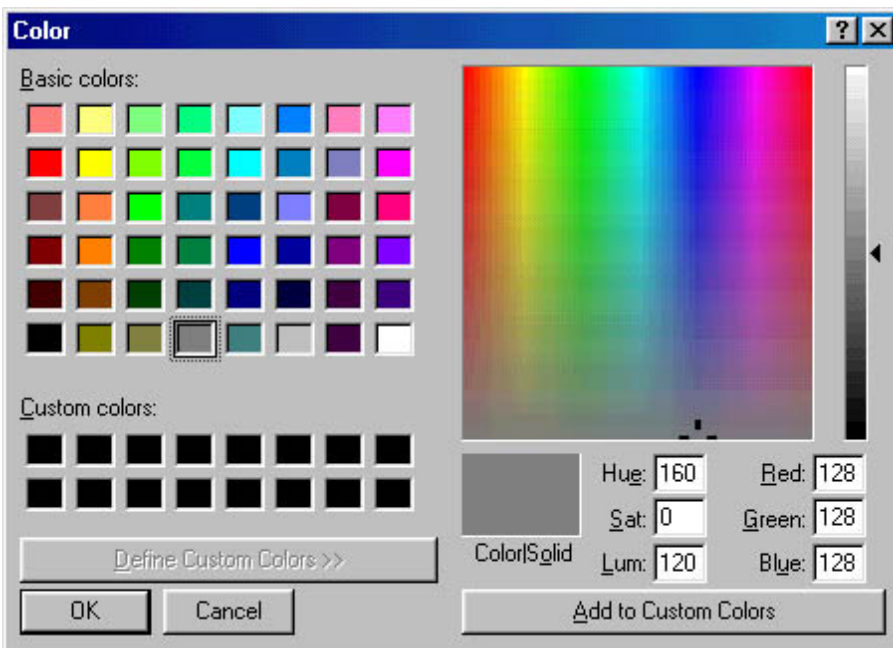 Color
Basic colors:
Custom colors:
Define Custom Colors >>
OK Cancel
Color|Solid
Hue: 160 Red: 128
Sat: 0 Green: 128
Lum: 120 Blue: 128
Add to Custom Colors